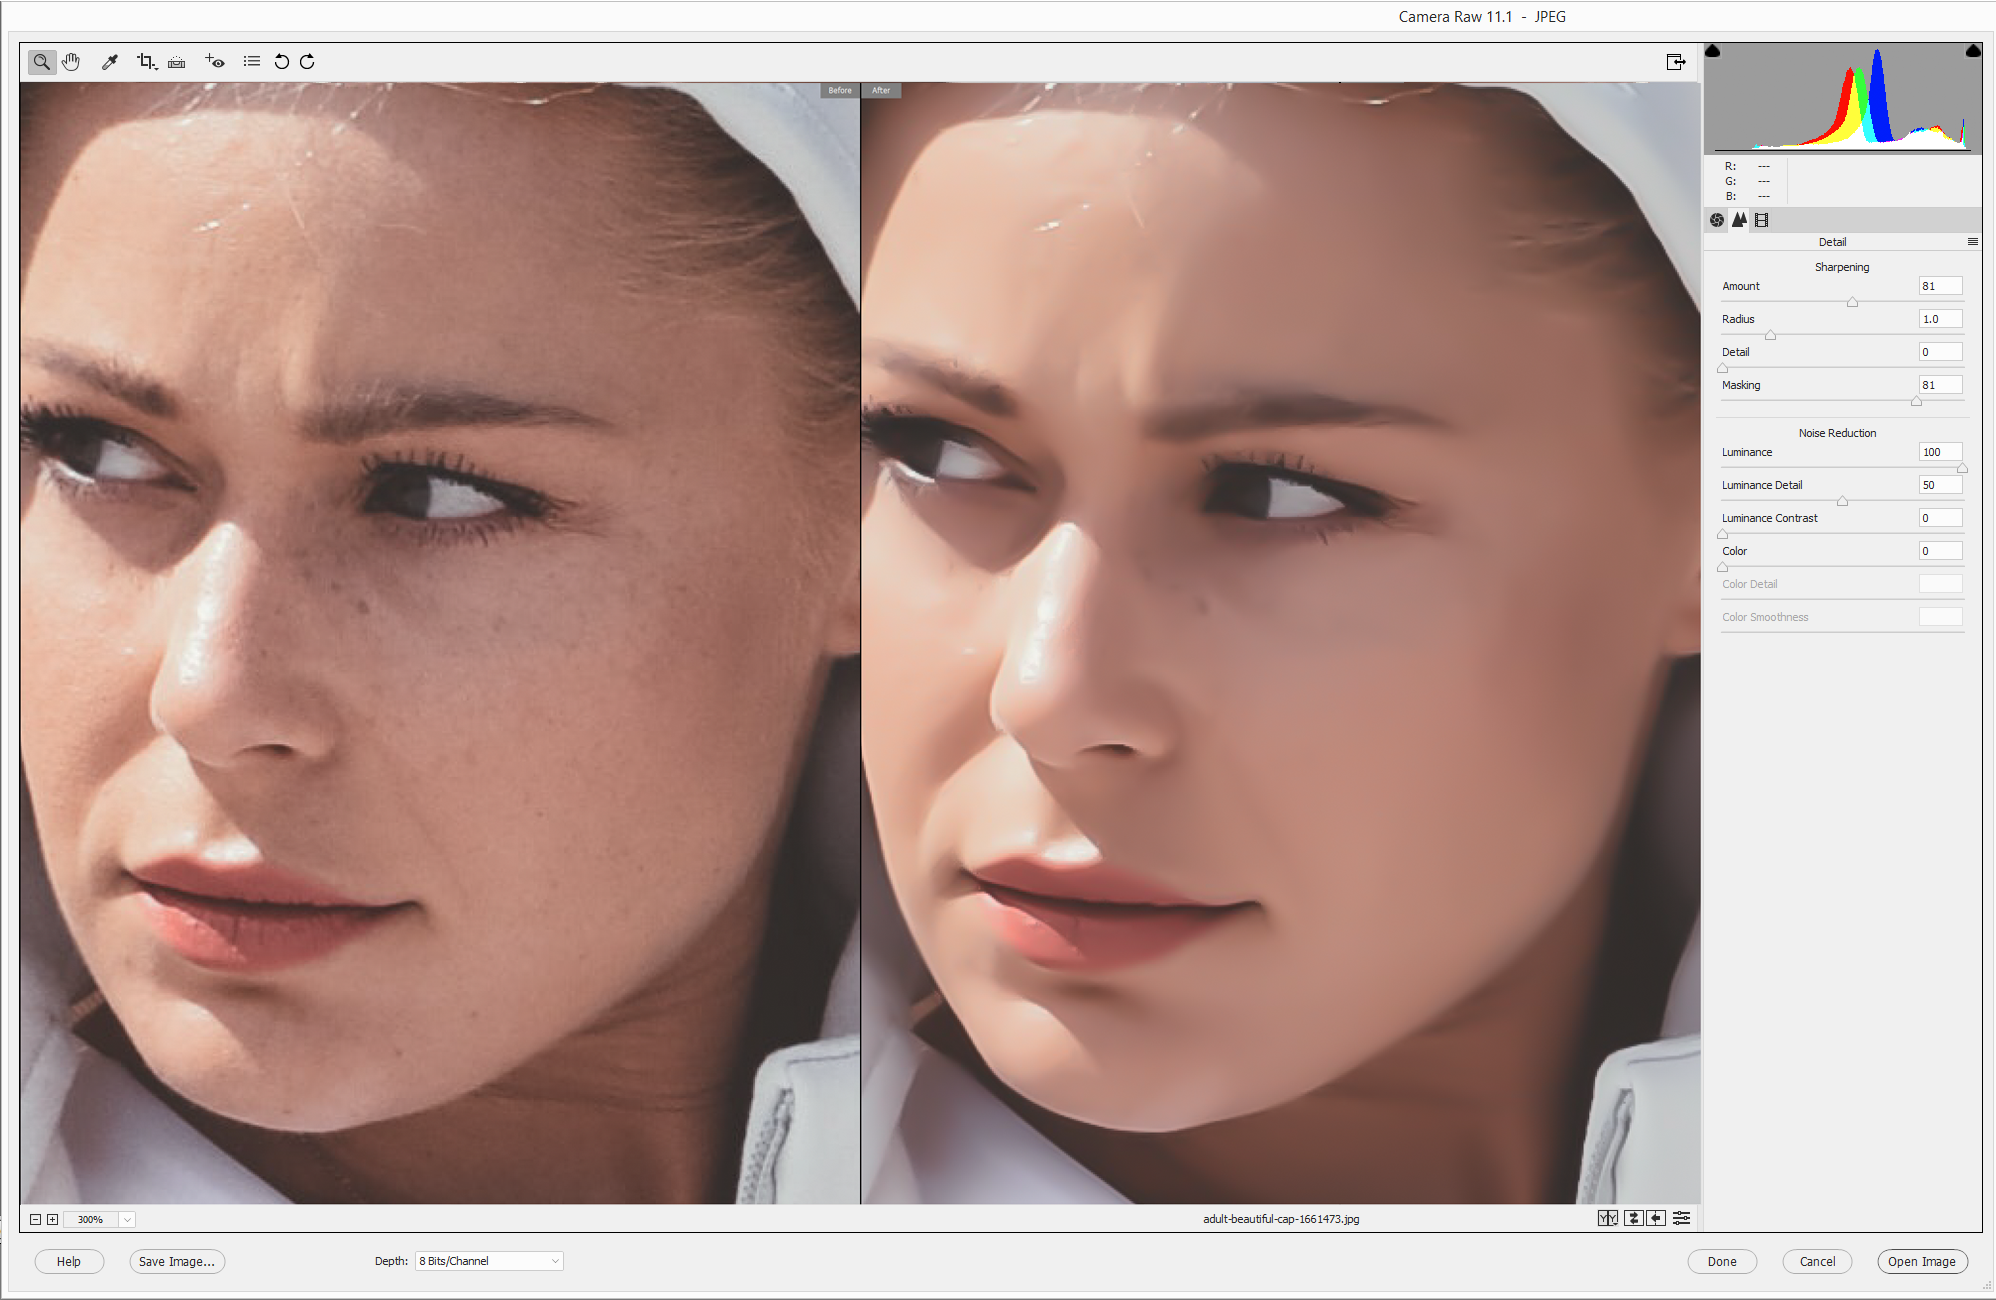 Camera Raw 11.1 - JPEG
Before After
R: ---
G: ---
B: ---
Detail
Sharpening
Amount 81
Radius 1.0
Detail 0
Masking 81
Noise Reduction
Luminance 100
Luminance Detail 50
Luminance Contrast 0
Color 0
Color Detail
Color Smoothness
300% adult-beautiful-cap-1661473.jpg
Help Save Image... Depth: 8 Bits/Channel Done Cancel Open Image